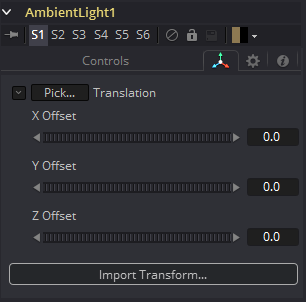 AmbientLight1
S1 S2 S3 S4 S5 S6
Controls
Pick... Translation
X Offset
0.0
Y Offset
0.0
Z Offset
0.0
Import Transform...